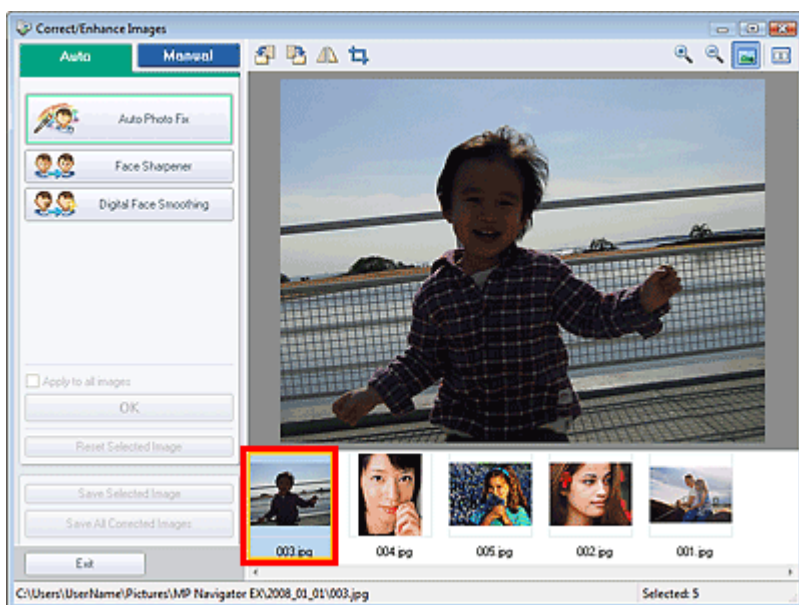 Correct/Enhance Images
Auto
Manual
Auto Photo Fix
Face Sharpener
Digital Face Smoothing
Apply to all images
OK
Reset Selected Image
Save Selected Image
Save All Corrected Images
Exit
003.jpg
004.jpg
005.jpg
002.jpg
001.jpg
C:\Users\UserName\Pictures\MP Navigator EX\2008_01_01\003.jpg
Selected: 5